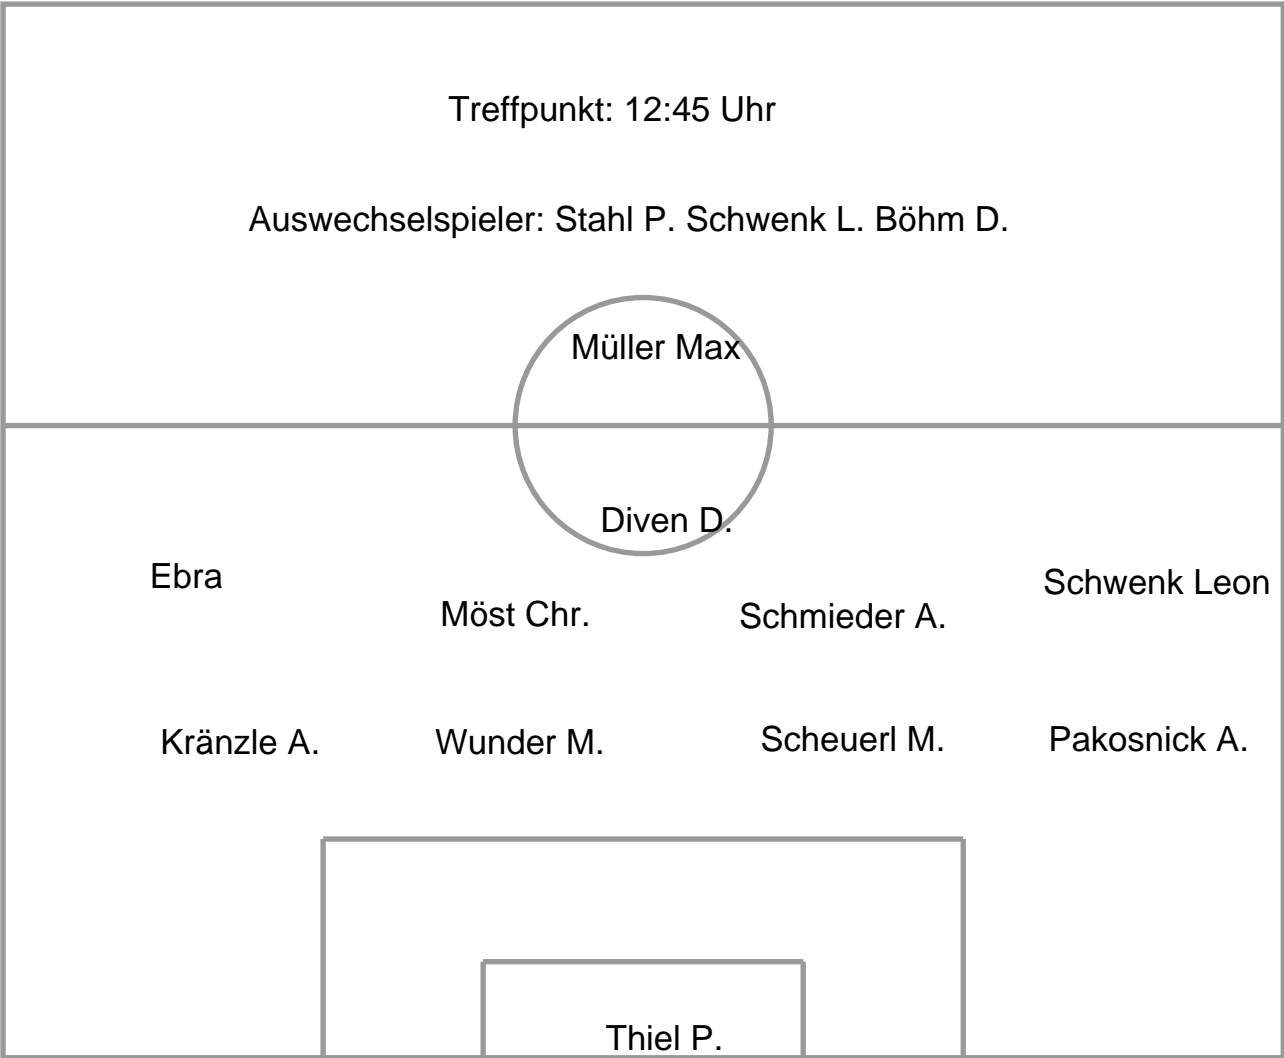 Treffpunkt: 12:45 Uhr
Auswechselspieler: Stahl P. Schwenk L. Böhm D.
Müller Max
Diven D.
Ebra
Schwenk Leon
Möst Chr.
Schmieder A.
Kränzle A.
Wunder M.
Scheuerl M.
Pakosnick A.
Thiel P.